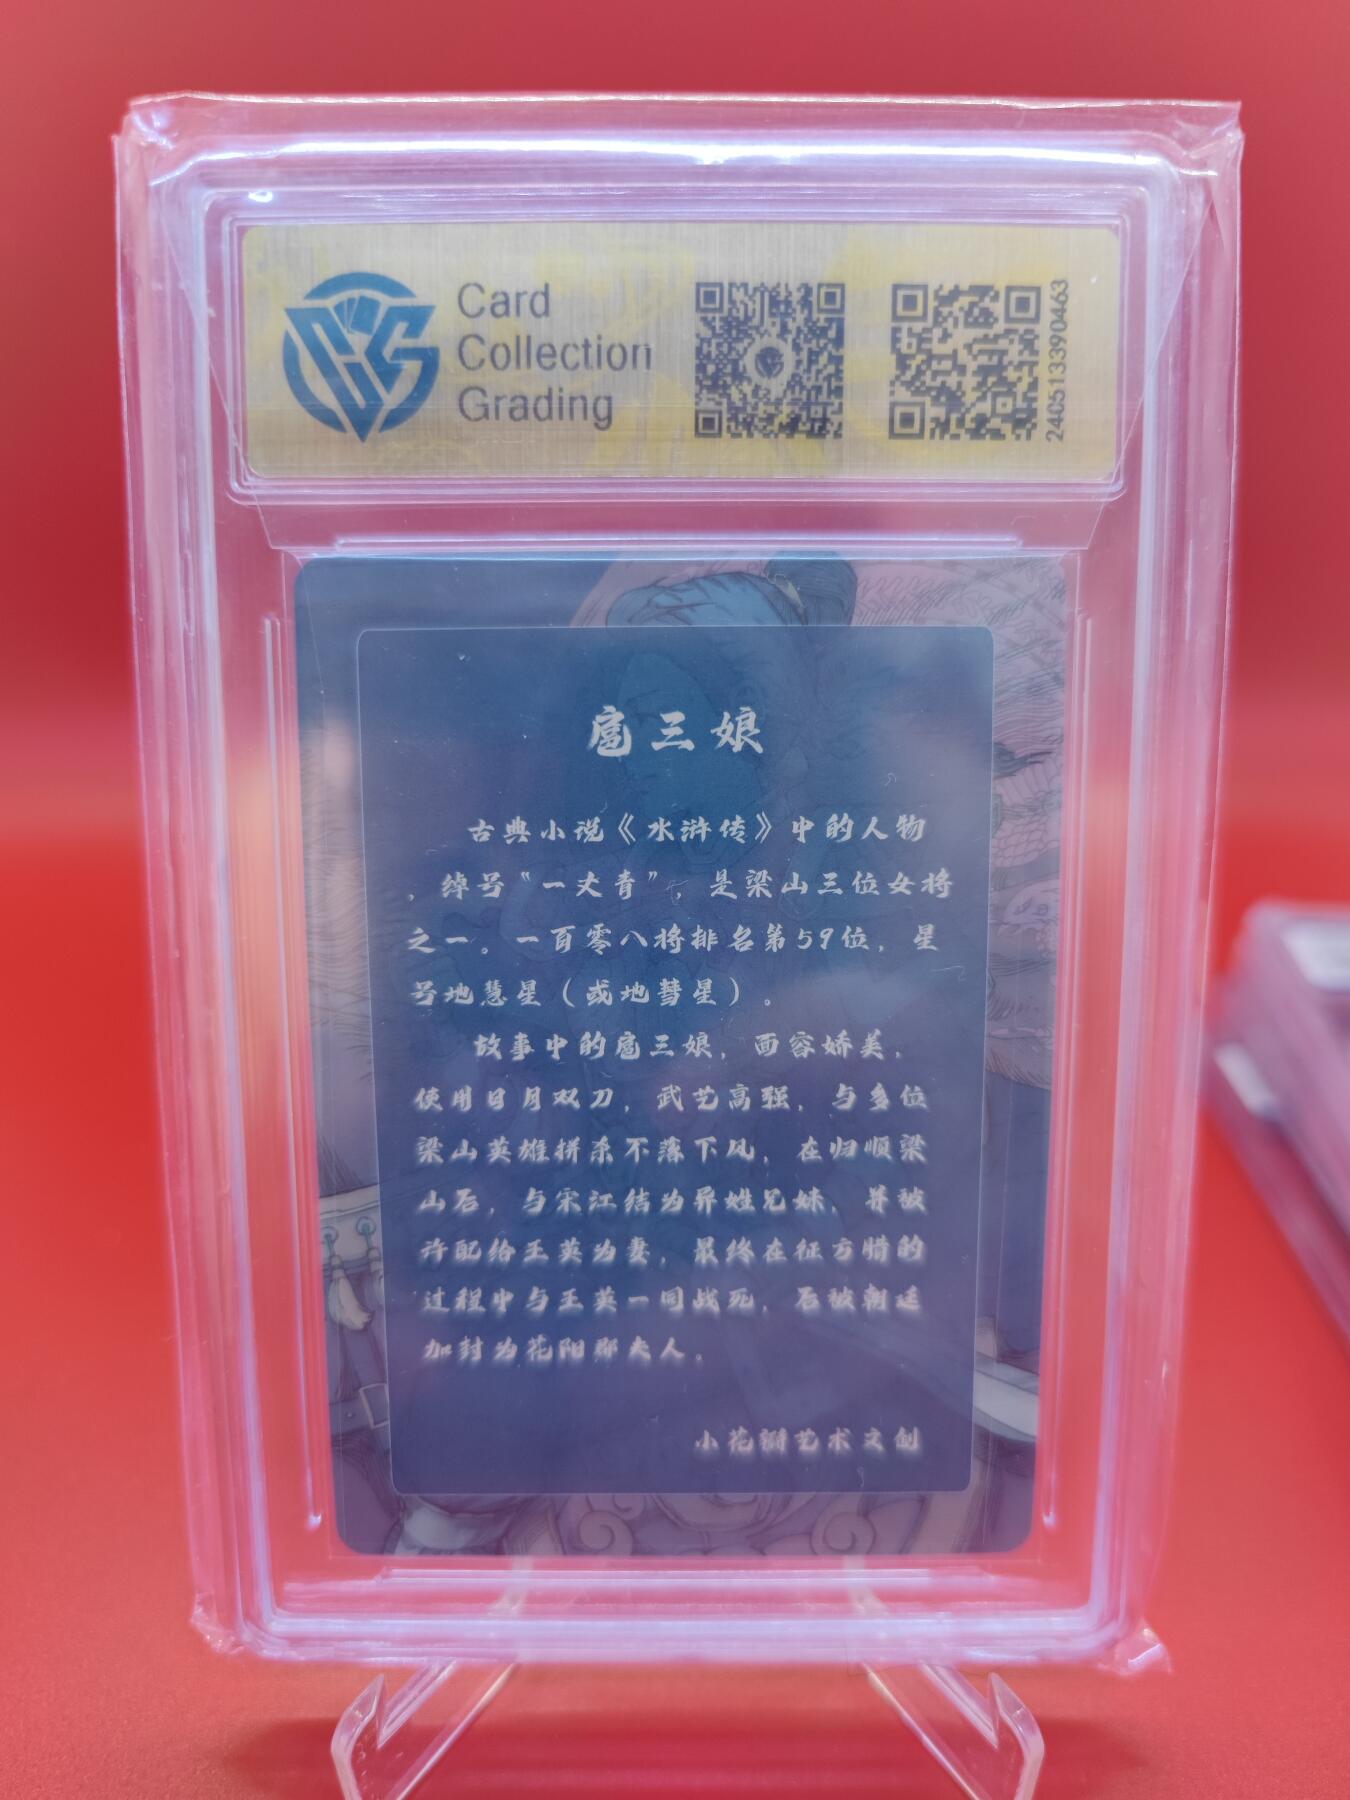 Card
Collection
Grading
2405133390463
扈三娘
古典小说《水浒传》中的人物
，绰号“一丈青”，是梁山三位女将
之一。一百零八将排名第59位，星
号地慧星（或地彗星）。
故事中的扈三娘，面容娇美，
使用日月双刀，武艺高强，与多位
梁山英雄拼杀不落下风，在归顺梁
山后，与宋江结为异姓兄妹，并被
许配给王英为妻，最终在征方腊的
过程中与王英一同战死，后被朝廷
加封为花阳郡夫人。
小花瓣艺术文创